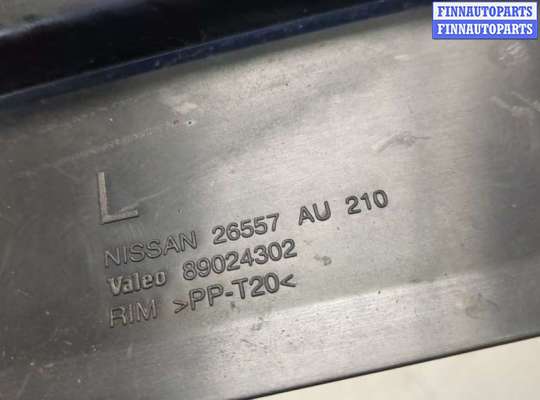 FINNAUTOPARTS
FINNAUTOPARTS
L
NISSAN 26557 AU 210
Valeo 89024302
RIM >PP-T20<